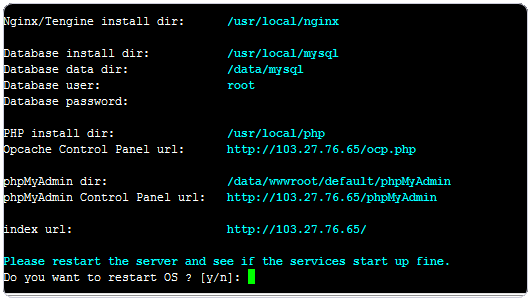 Nginx/Tengine install dir: /usr/local/nginx
Database install dir: /usr/local/mysql
Database data dir: /data/mysql
Database user: root
Database password:
PHP install dir: /usr/local/php
Opcache Control Panel url: http://103.27.76.65/ocp.php
phpMyAdmin dir: /data/wwwroot/default/phpMyAdmin
phpMyAdmin Control Panel url: http://103.27.76.65/phpMyAdmin
index url: http://103.27.76.65/
Please restart the server and see if the services start up fine.
Do you want to restart OS ? [y/n]: